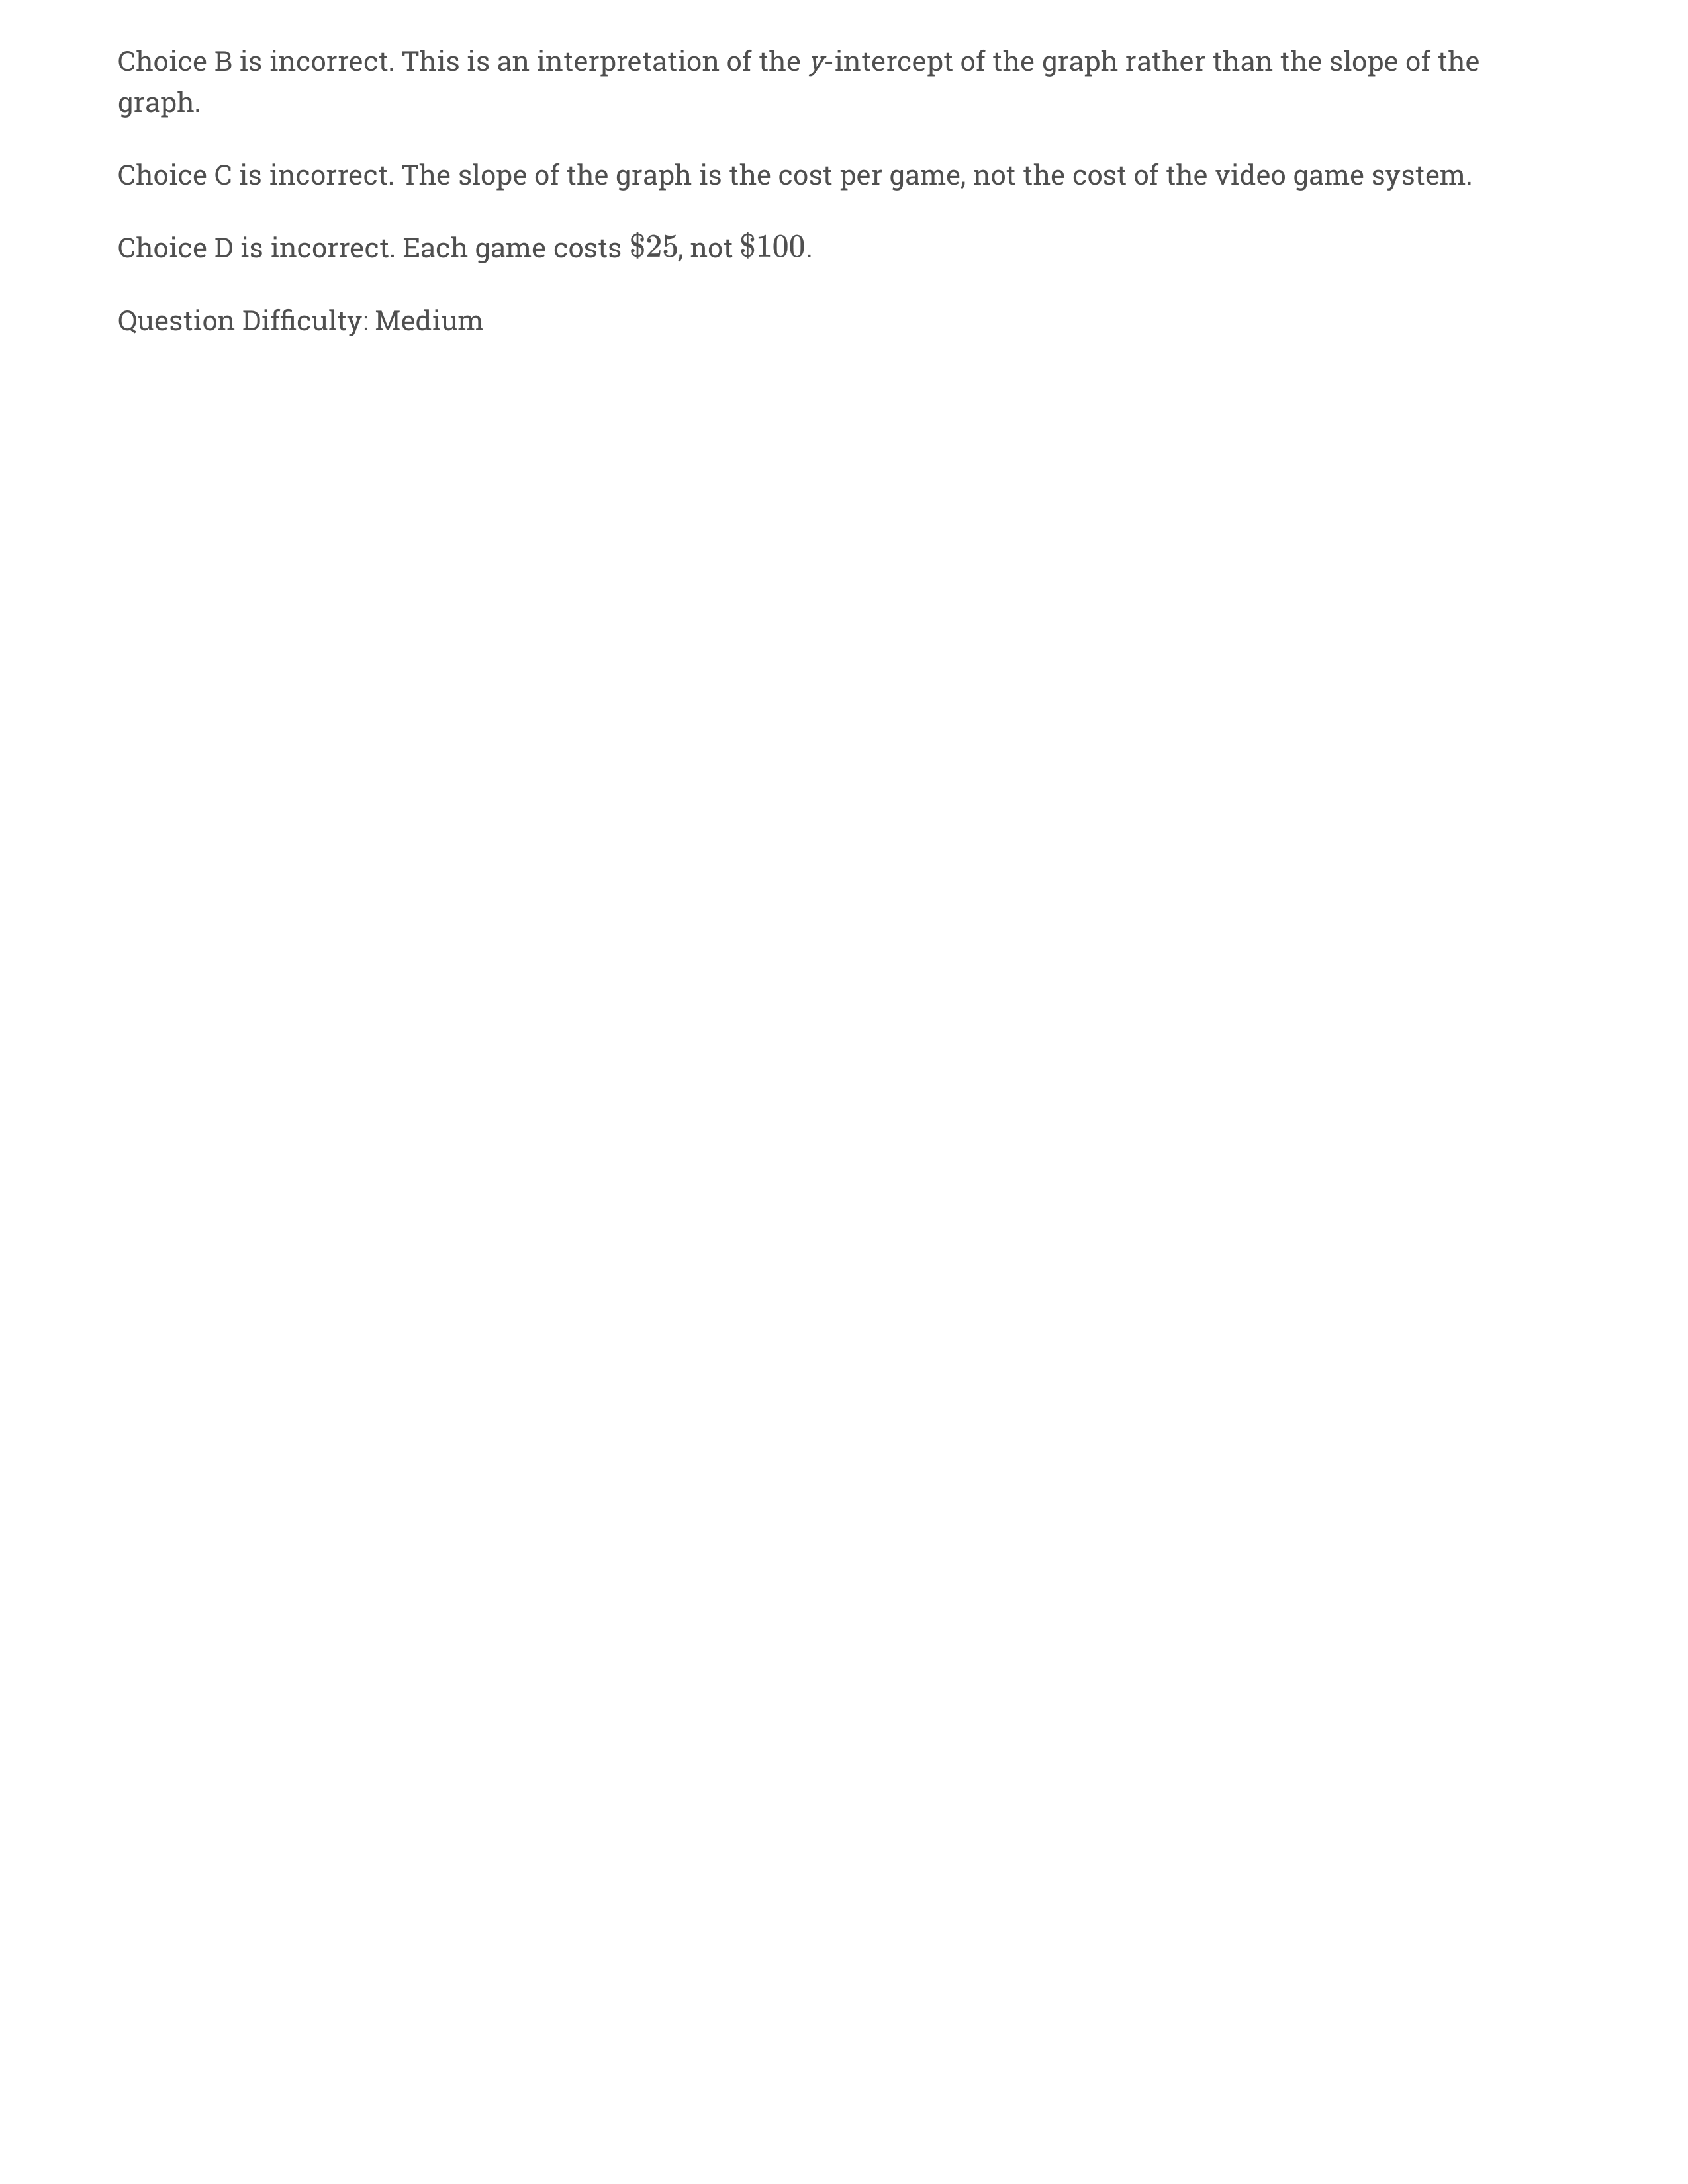 Choice B is incorrect. This is an interpretation of the y-intercept of the graph rather than the slope of the
graph.
Choice C is incorrect. The slope of the graph is the cost per game, not the cost of the video game system.
Choice D is incorrect. Each game costs $25, not $100.
Question Difficulty: Medium